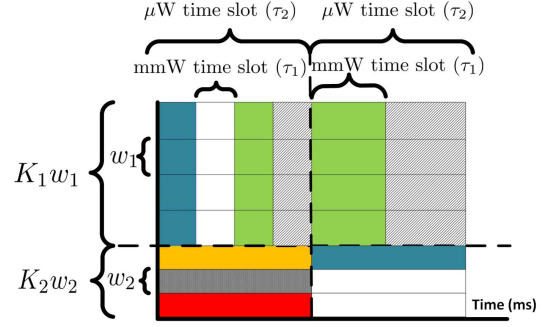 μW time slot (τ₂) μW time slot (τ₂)
mmW time slot (τ₁) mmW time slot (τ₁)
w₁
K₁w₁
K₂w₂ w₂
Time (ms)